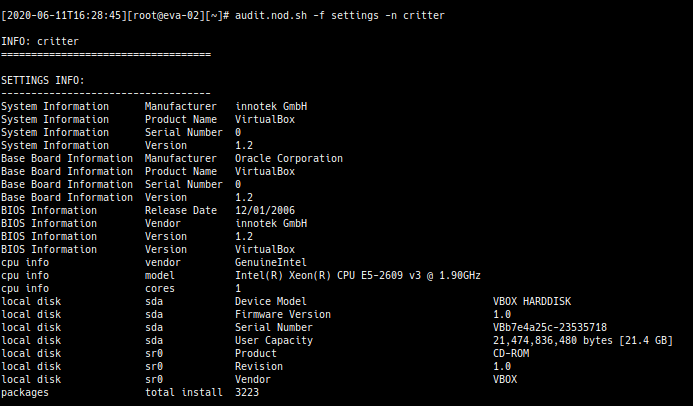 [2020-06-11T16:28:45][root@eva-02][~]# audit.nod.sh -f settings -n critter
INFO: critter
===================================
SETTINGS INFO:
-----------------------------------
System Information      Manufacturer   innotek GmbH
System Information      Product Name   VirtualBox
System Information      Serial Number  0
System Information      Version        1.2
Base Board Information  Manufacturer   Oracle Corporation
Base Board Information  Product Name   VirtualBox
Base Board Information  Serial Number  0
Base Board Information  Version        1.2
BIOS Information        Release Date   12/01/2006
BIOS Information        Vendor         innotek GmbH
BIOS Information        Version        1.2
BIOS Information        Version        VirtualBox
cpu info                vendor         GenuineIntel
cpu info                model          Intel(R) Xeon(R) CPU E5-2609 v3 @ 1.90GHz
cpu info                cores          1
local disk              sda            Device Model                               VBOX HARDDISK
local disk              sda            Firmware Version                           1.0
local disk              sda            Serial Number                              VBb7e4a25c-23535718
local disk              sda            User Capacity                              21,474,836,480 bytes [21.4 GB]
local disk              sr0            Product                                    CD-ROM
local disk              sr0            Revision                                   1.0
local disk              sr0            Vendor                                     VBOX
packages                total install  3223